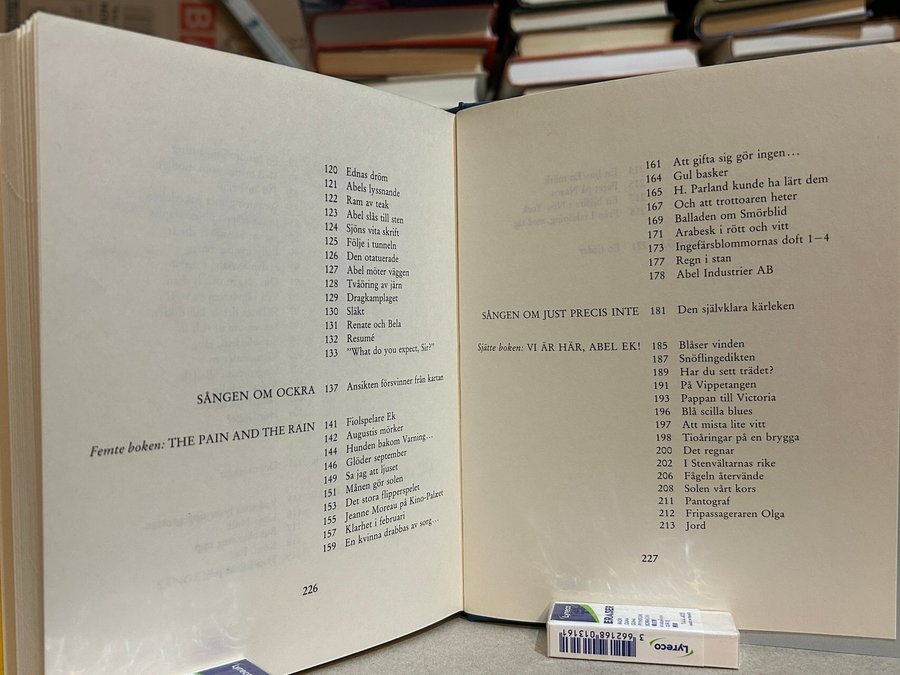 120 Ednas dröm
121 Abels lyssnande
122 Ram av teak
123 Abel slås till sten
124 Sjöns vita skrift
125 Följe i tunneln
126 Den otatuerade
127 Abel möter väggen
128 Tvåöring av järn
129 Dragkamplaget
130 Släkt
131 Renate och Bela
132 Resumé
133 "What do you expect, Sir?"
SÅNGEN OM OCKRA 137 Ansikten försvinner från kartan
Femte boken: THE PAIN AND THE RAIN 141 Fiolspelare Ek
142 Augustis mörker
144 Hunden bakom Varning...
146 Glöder september
149 Sa jag att ljuset
151 Månen gör solen
153 Det stora flipperspelet
155 Jeanne Moreau på Kino-Palæet
157 Klarhet i februari
159 En kvinna drabbas av sorg...
226
161 Att gifta sig gör ingen...
164 Gul basker
165 H. Parland kunde ha lärt dem
167 Och att trottoaren heter
169 Balladen om Smörblid
171 Arabesk i rött och vitt
173 Ingefärsblommornas doft 1–4
177 Regn i stan
178 Abel Industrier AB
SÅNGEN OM JUST PRECIS INTE 181 Den självklara kärleken
Sjätte boken: VI ÄR HÄR, ABEL EK! 185 Blåser vinden
187 Snöflingedikten
189 Har du sett trädet?
191 På Vippetangen
193 Pappan till Victoria
196 Blå scilla blues
197 Att mista lite vitt
198 Tioåringar på en brygga
200 Det regnar
202 I Stenvältarnas rike
206 Fågeln återvände
208 Solen vårt kors
211 Pantograf
212 Fripassageraren Olga
213 Jord
227
Lyreco
ERASER
3 662168 013161
Lyreco